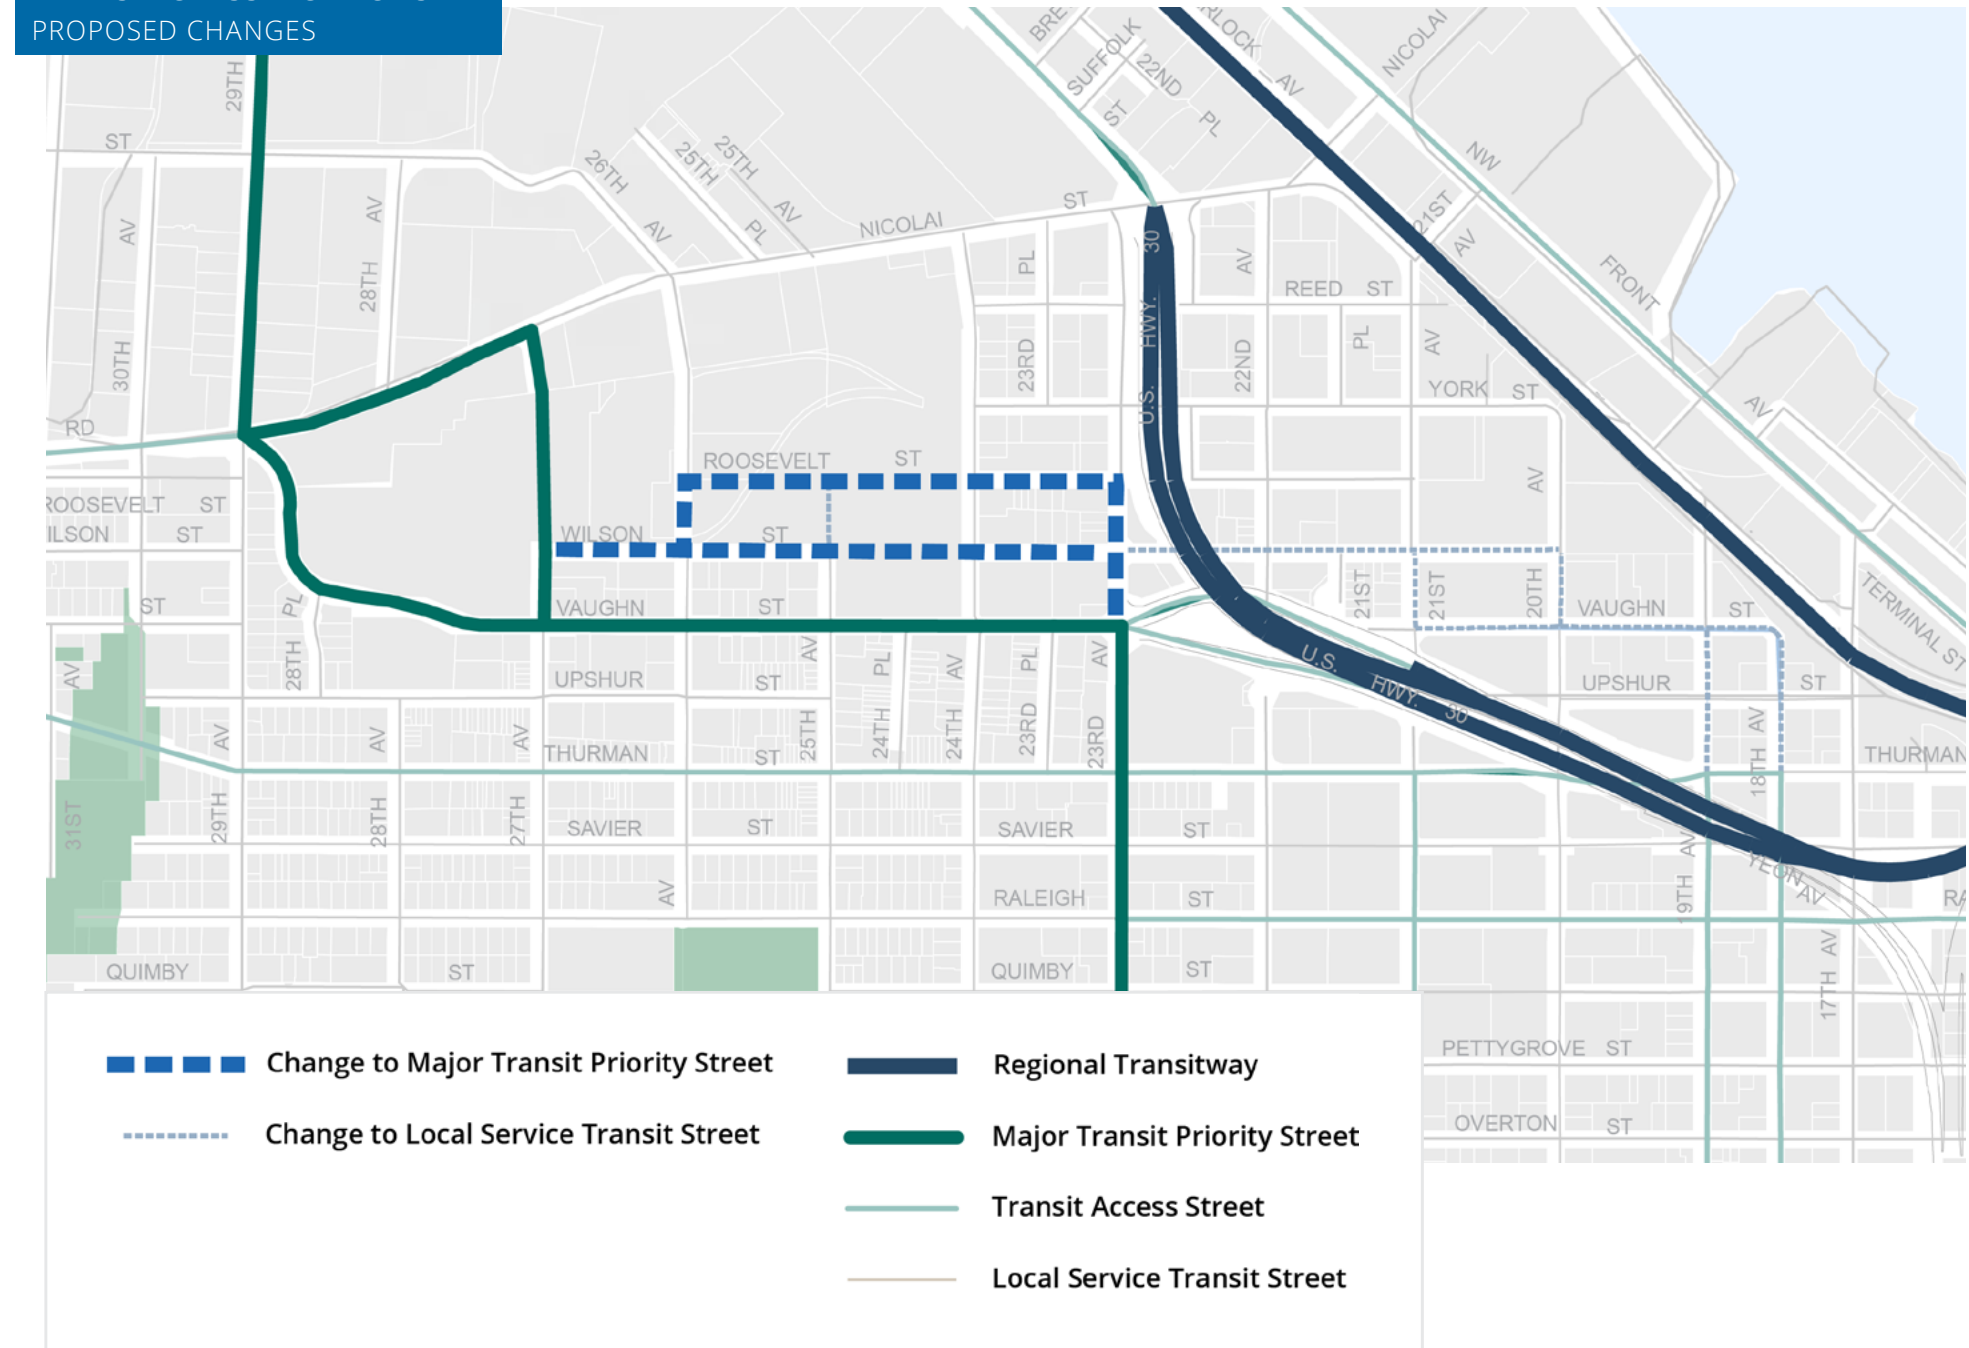 PROPOSED CHANGES
29TH
ST
AV
30TH
AV
28TH
26TH
AV
25TH
PL
25TH
AV
NICOLAI
ST
SUFFOLK
ST
22ND
PL
AV
NICOLAI
NW
FRONT
AV
21ST
AV
30
HWY.
U.S.
PL
23RD
AV
22ND
REED ST
PL
AV
YORK ST
RD
ROOSEVELT ST
ROOSEVELT ST
WILSON ST
ST
AV
20TH
21ST
21ST
VAUGHN ST
VAUGHN ST
TERMINAL ST
ST
PL
28TH
AV
UPSHUR ST
UPSHUR ST
AV
PL
24TH
AV
24TH
PL
23RD
AV
23RD
25TH
U.S.
HWY. 30
AV
AV
AV
THURMAN ST
THURMAN
AV
18TH
31ST
29TH
28TH
27TH
SAVIER ST
SAVIER ST
AV
19TH
YEON AV
AV
RALEIGH ST
QUIMBY ST
QUIMBY ST
AV
17TH
PETTYGROVE ST
OVERTON ST
Change to Major Transit Priority Street
Change to Local Service Transit Street
Regional Transitway
Major Transit Priority Street
Transit Access Street
Local Service Transit Street